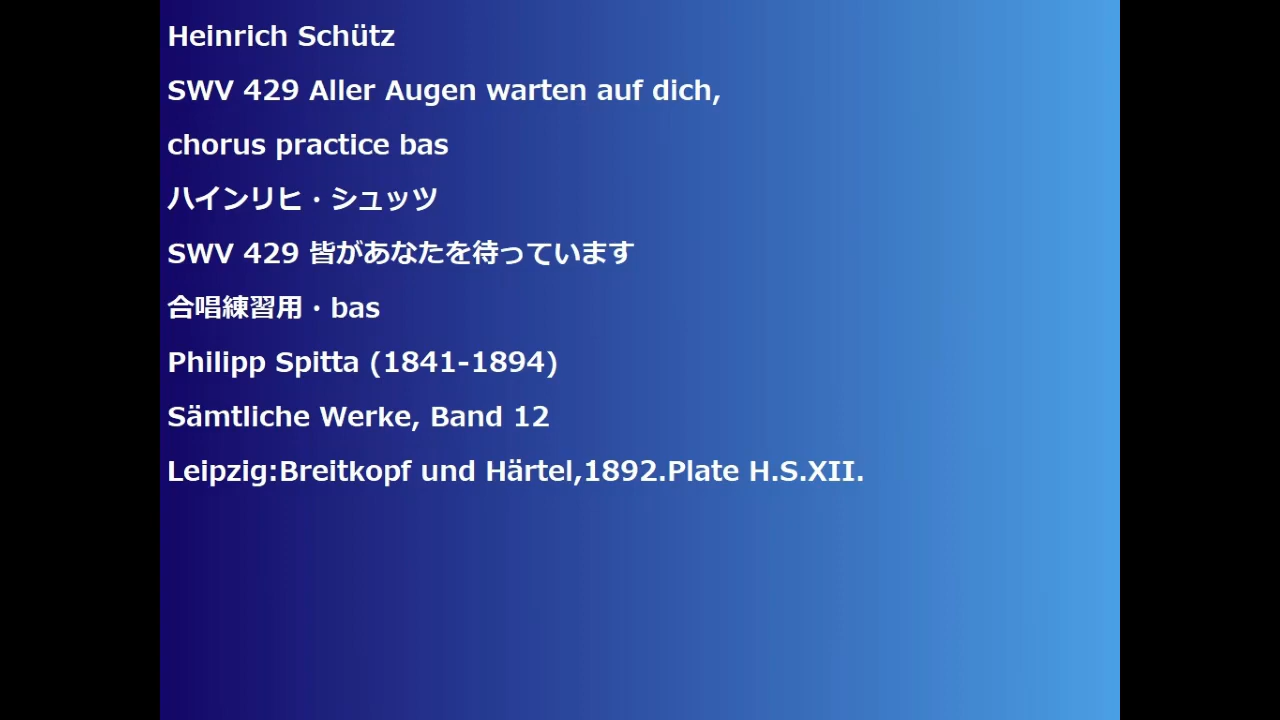 Heinrich Schütz
SWV 429 Aller Augen warten auf dich,
chorus practice bas
ハインリヒ・シュッツ
SWV 429 皆があなたを待っています
合唱練習用・bas
Philipp Spitta (1841-1894)
Sämtliche Werke, Band 12
Leipzig:Breitkopf und Härtel,1892.Plate H.S.XII.